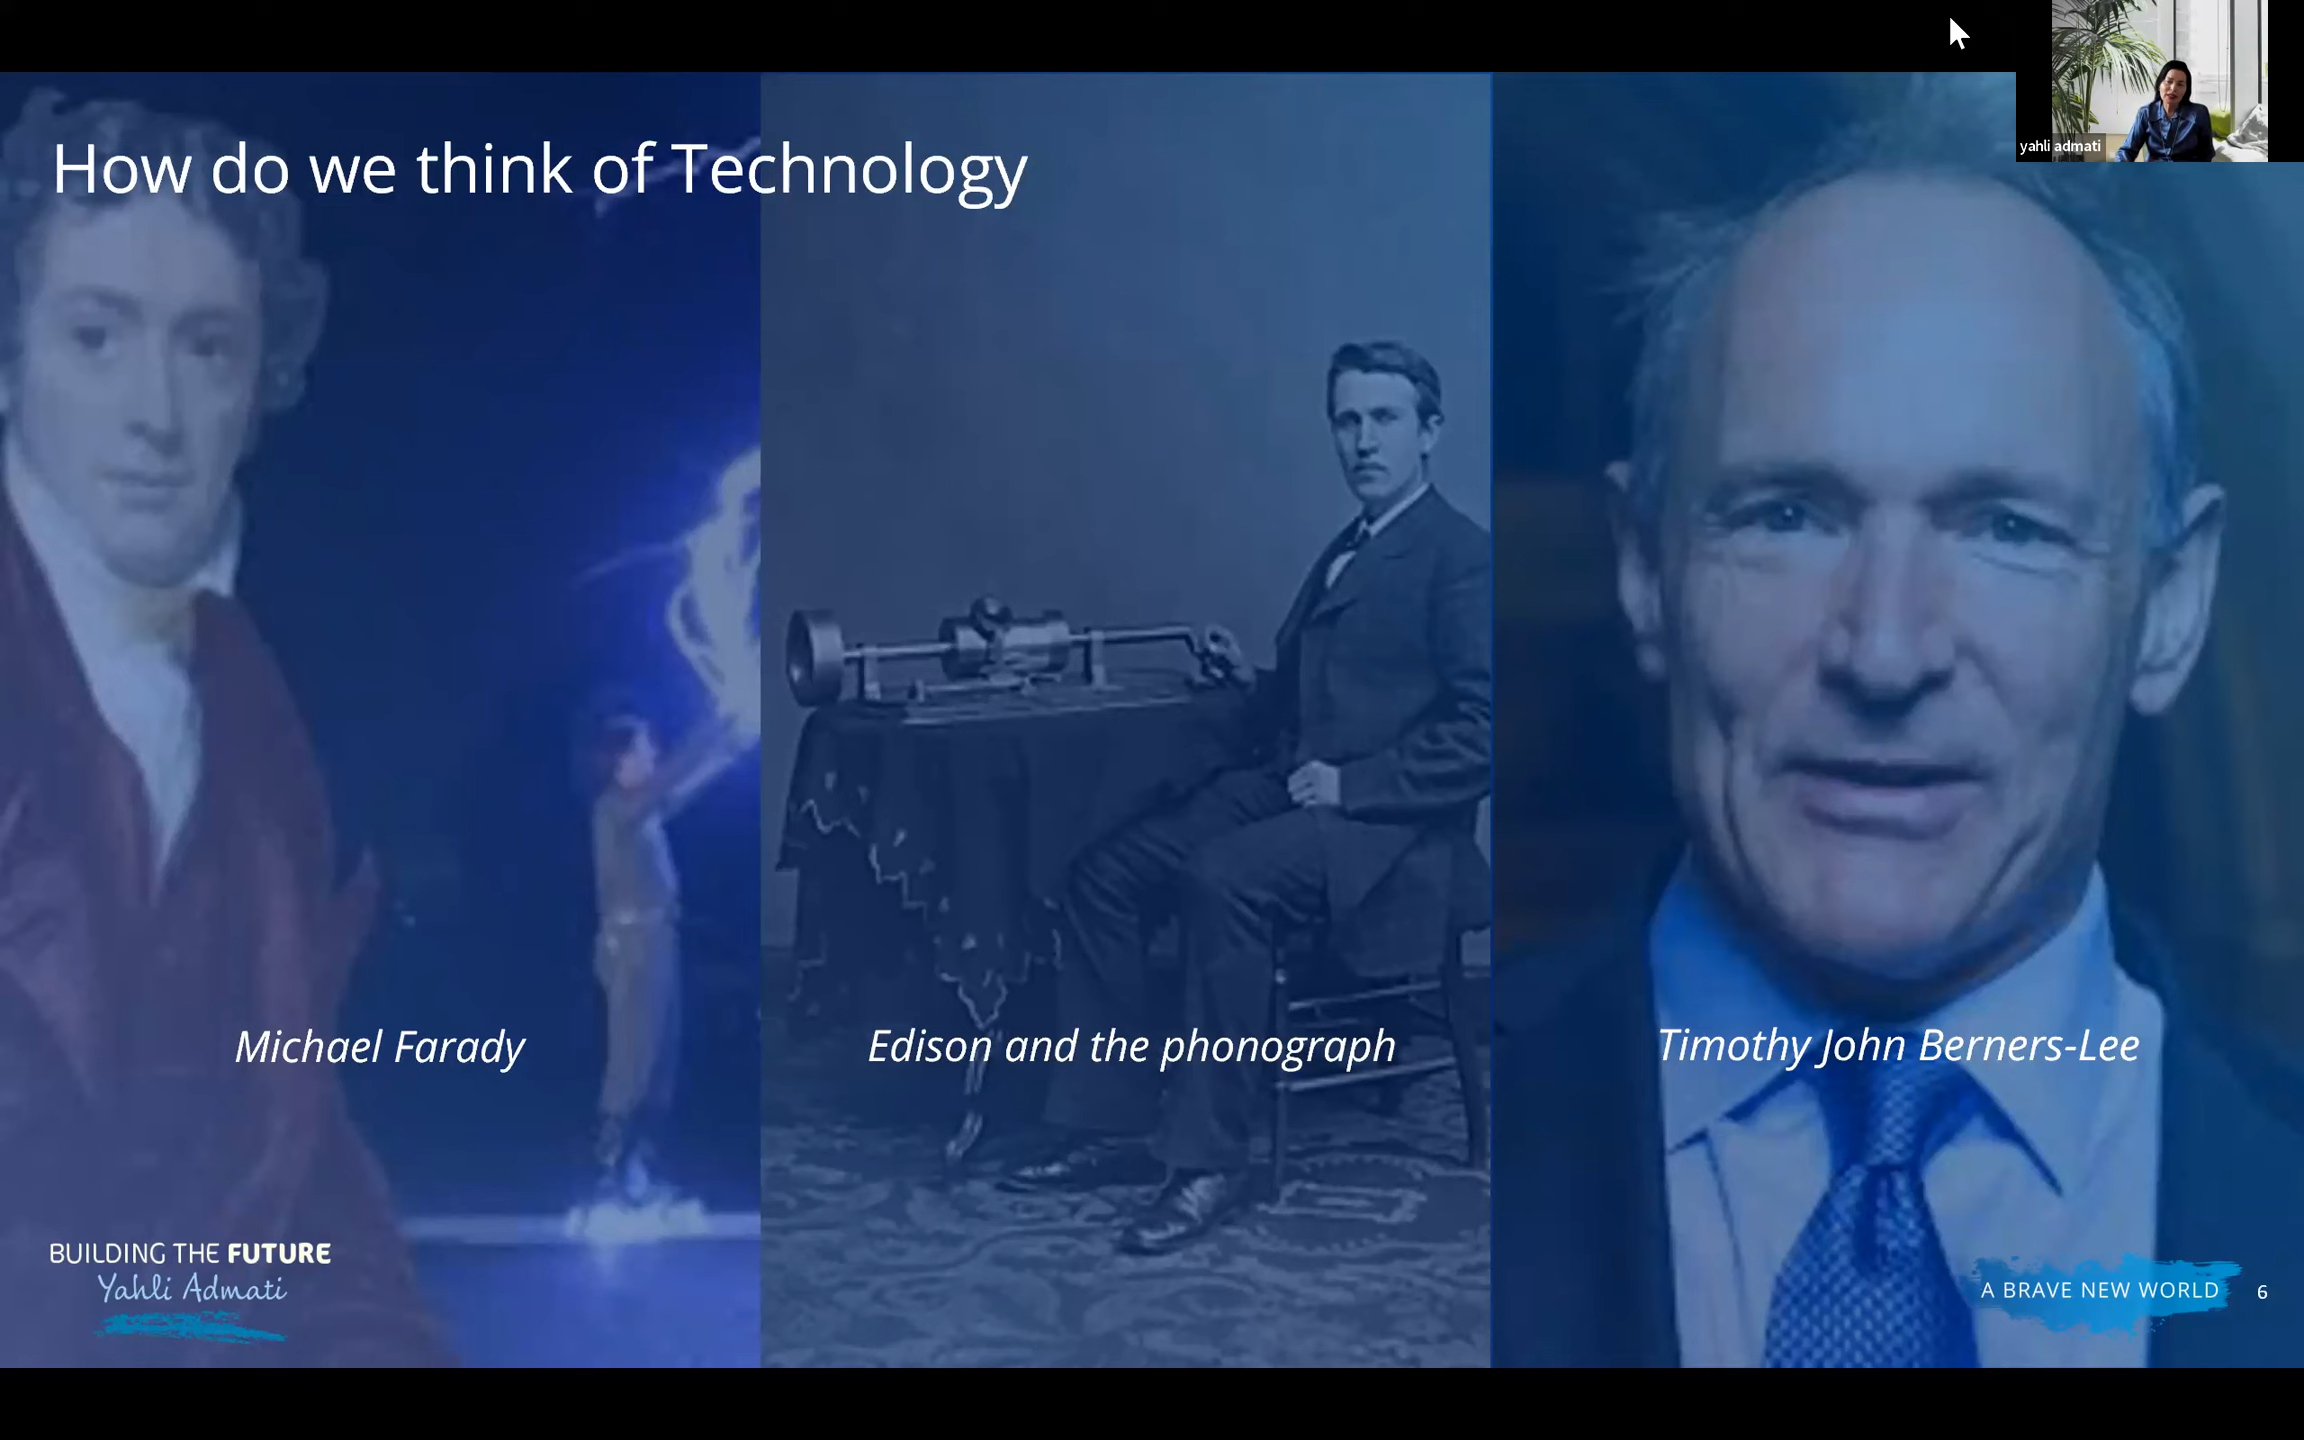 yahli admati
How do we think of Technology
Michael Farady
Edison and the phonograph
Timothy John Berners-Lee
BUILDING THE FUTURE
Yahli Admati
A BRAVE NEW WORLD
6